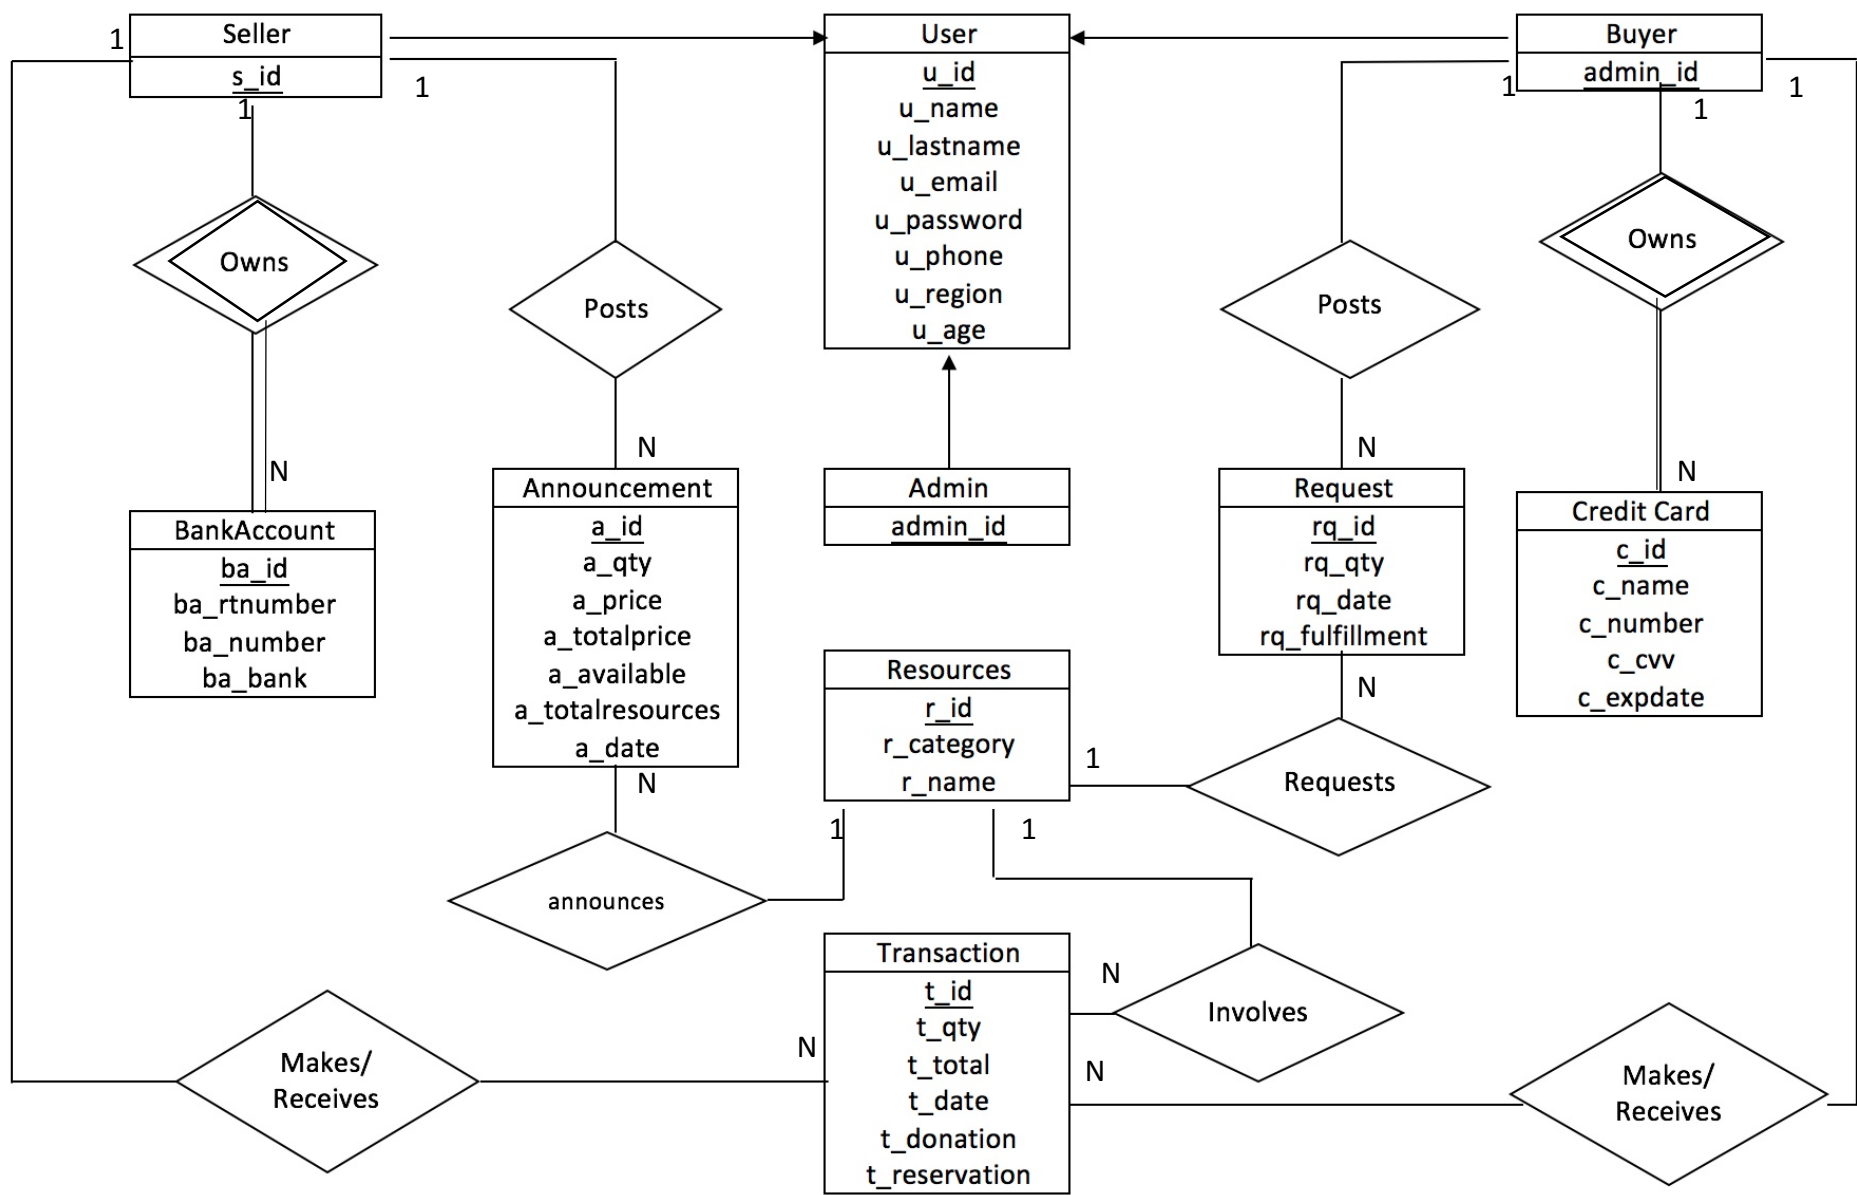 1
Seller
s_id
1
1
User
u_id
u_name
u_lastname
u_email
u_password
u_phone
u_region
u_age
Buyer
admin_id
1
1
1
Owns
Posts
Posts
Owns
N
N
N
N
BankAccount
ba_id
ba_rtnumber
ba_number
ba_bank
Announcement
a_id
a_qty
a_price
a_totalprice
a_available
a_totalresources
a_date
Admin
admin_id
Request
rq_id
rq_qty
rq_date
rq_fulfillment
Credit Card
c_id
c_name
c_number
c_cvv
c_expdate
Resources
r_id
r_category
r_name
N
1
Requests
N
1
1
announces
Transaction
t_id
t_qty
t_total
t_date
t_donation
t_reservation
N
Involves
N
N
Makes/
Receives
Makes/
Receives